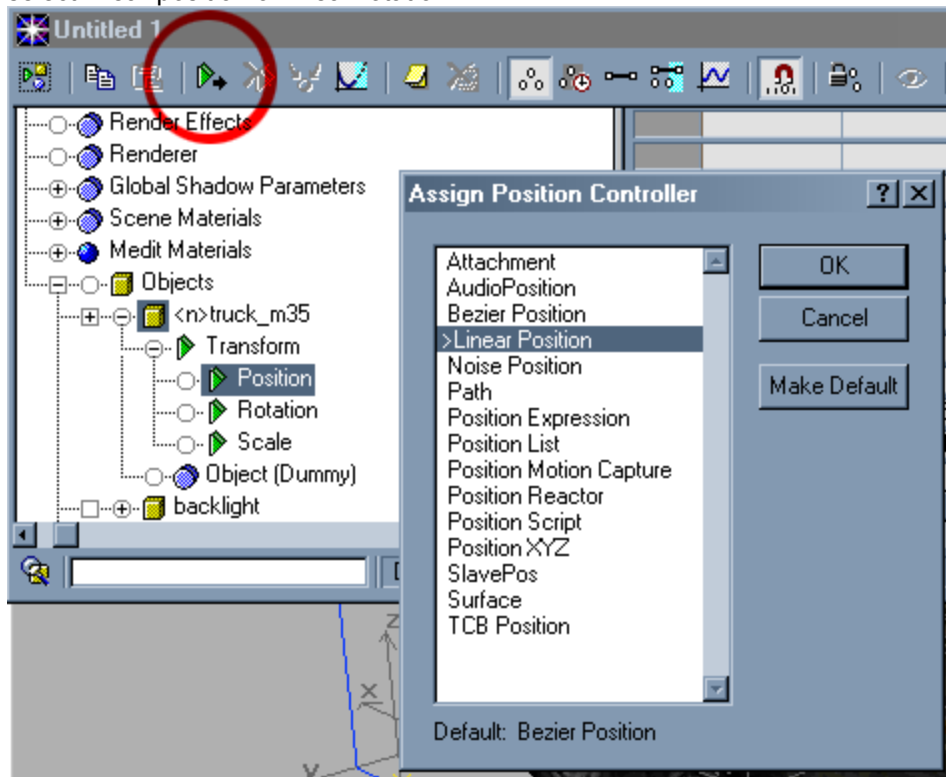 Untitled 1
Render Effects
Renderer
Global Shadow Parameters
Scene Materials
Medit Materials
Objects
<n>truck_m35
Transform
Position
Rotation
Scale
Object (Dummy)
backlight
Assign Position Controller
Attachment
AudioPosition
Bezier Position
>Linear Position
Noise Position
Path
Position Expression
Position List
Position Motion Capture
Position Reactor
Position Script
Position XYZ
SlavePos
Surface
TCB Position
OK
Cancel
Make Default
Default: Bezier Position
z
x
y